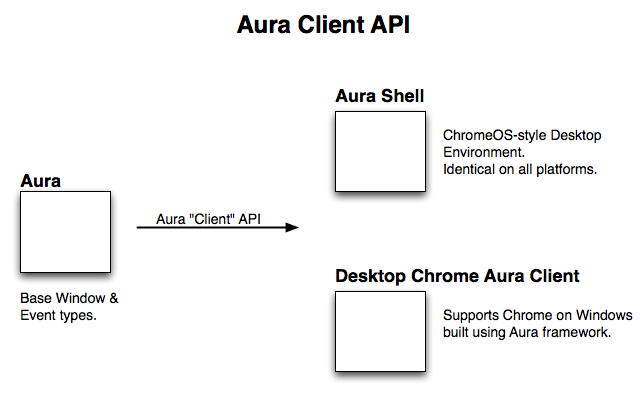 Aura Client API
Aura Shell
ChromeOS-style Desktop
Environment.
Identical on all platforms.
Aura
Aura "Client" API
Base Window &
Event types.
Desktop Chrome Aura Client
Supports Chrome on Windows
built using Aura framework.